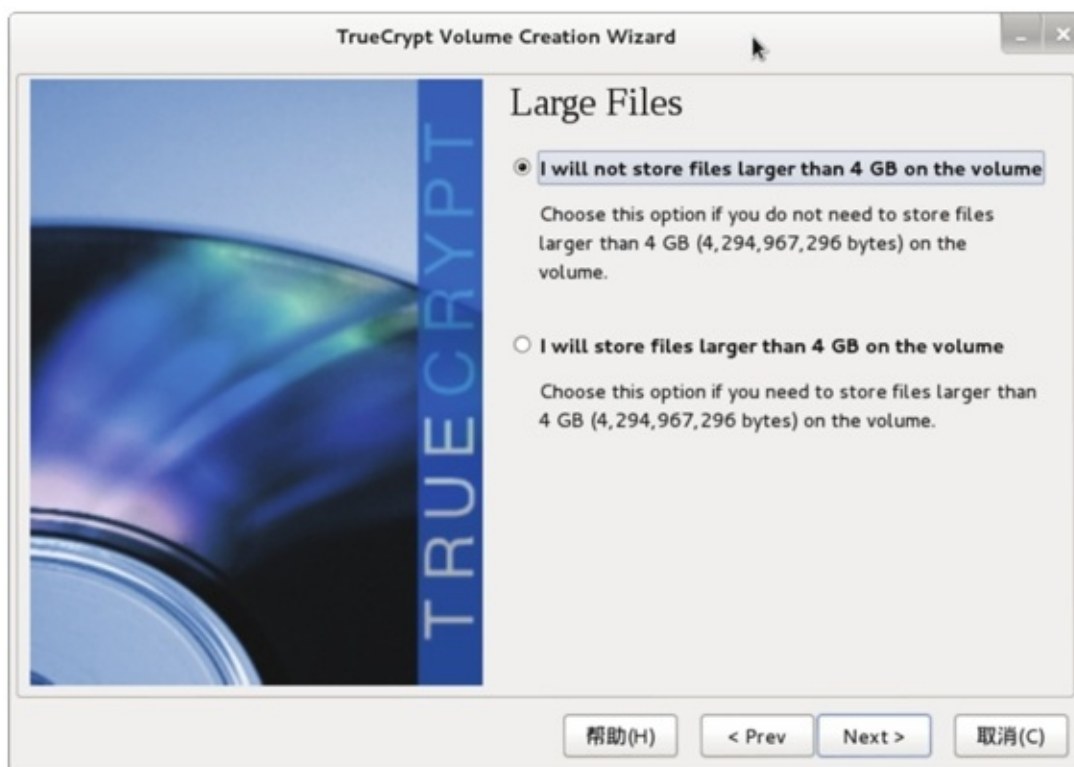 TrueCrypt Volume Creation Wizard
TRUECRYPT
Large Files
I will not store files larger than 4 GB on the volume
Choose this option if you do not need to store files
larger than 4 GB (4,294,967,296 bytes) on the
volume.
I will store files larger than 4 GB on the volume
Choose this option if you need to store files larger than
4 GB (4,294,967,296 bytes) on the volume.
帮助(H)
< Prev
Next >
取消(C)